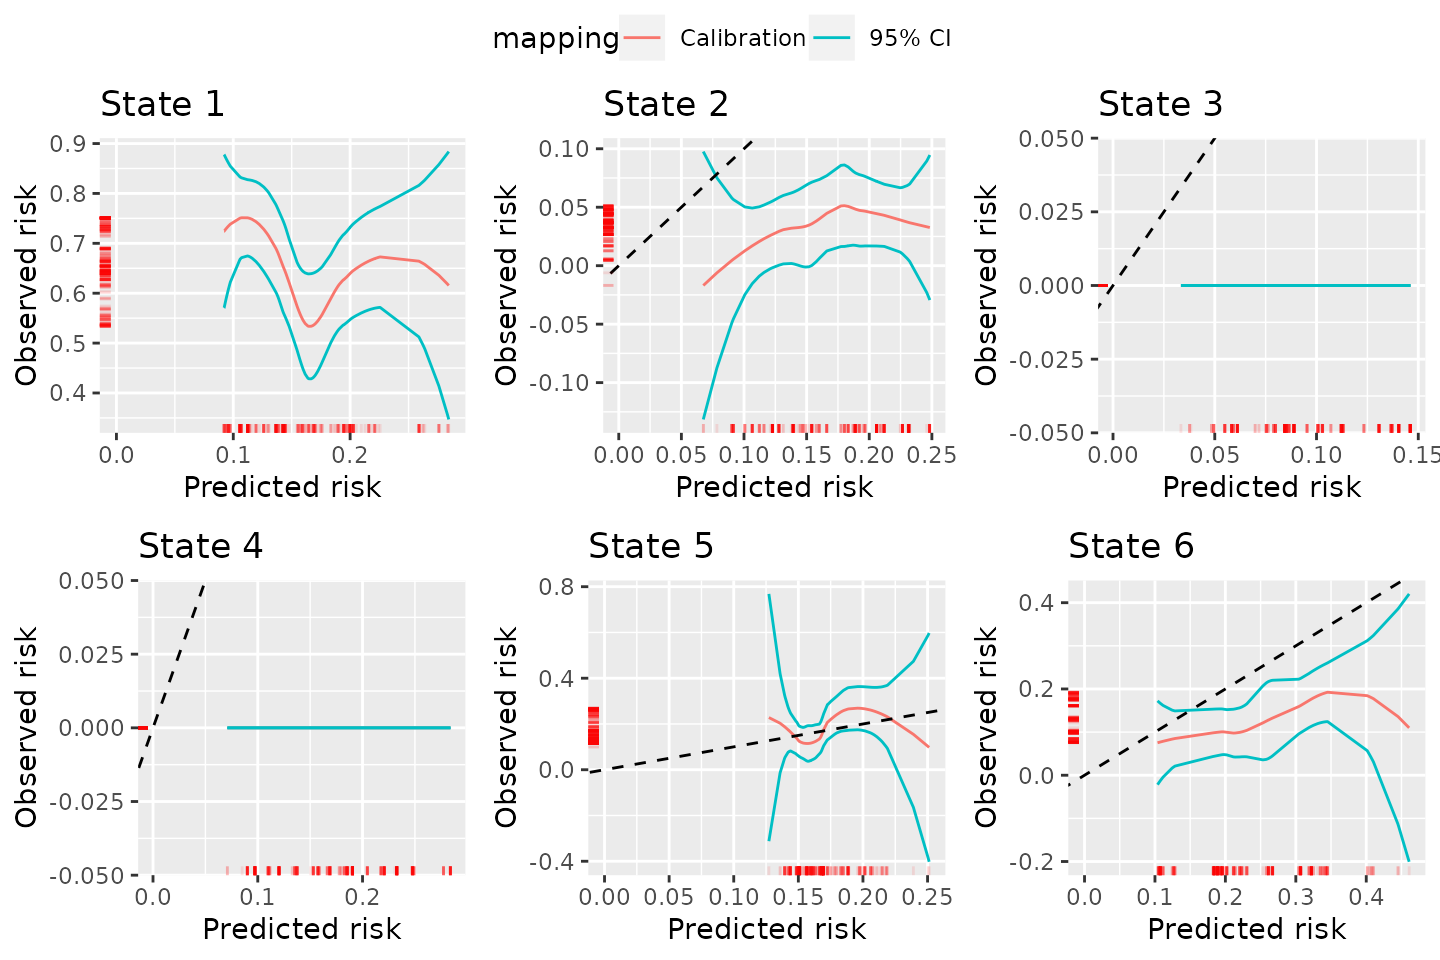 mapping Calibration 95% CI
State 1 State 2 State 3
0.9
0.8
0.7
0.6
0.5
0.4
Observed risk
0.0 0.1 0.2
Predicted risk
0.10
0.05
0.00
-0.05
-0.10
Observed risk
0.00 0.05 0.10 0.15 0.20 0.25
Predicted risk
0.050
0.025
0.000
-0.025
-0.050
Observed risk
0.00 0.05 0.10 0.15
Predicted risk
State 4 State 5 State 6
0.050
0.025
0.000
-0.025
-0.050
Observed risk
0.0 0.1 0.2
Predicted risk
0.8
0.4
0.0
-0.4
Observed risk
0.00 0.05 0.10 0.15 0.20 0.25
Predicted risk
0.4
0.2
0.0
-0.2
Observed risk
0.0 0.1 0.2 0.3 0.4
Predicted risk